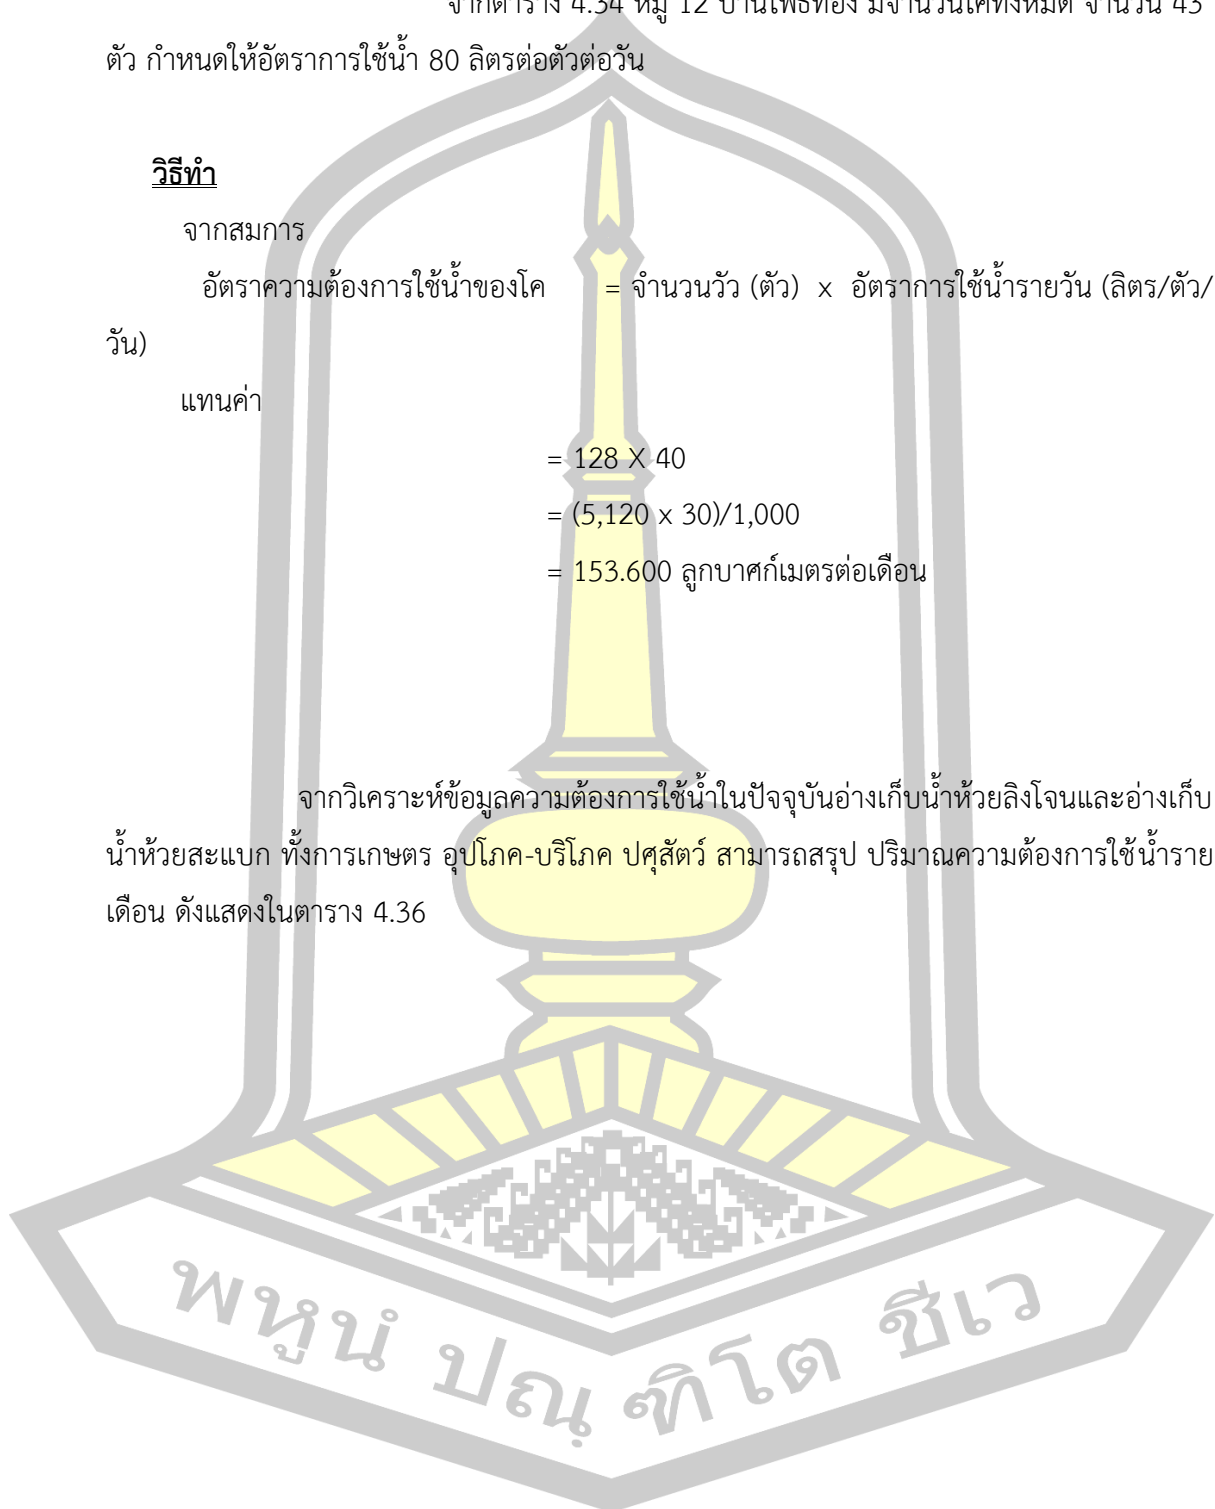 จากตาราง 4.34 หมู่ 12 บ้านโพธิ์ทอง มีจำนวนโคทั้งหมด จำนวน 43
ตัว กำหนดให้อัตราการใช้น้ำ 80 ลิตรต่อตัวต่อวัน
วิธีทำ
จากสมการ
อัตราความต้องการใช้น้ำของโค = จำนวนวัว (ตัว) x อัตราการใช้น้ำรายวัน (ลิตร/ตัว/
วัน)
แทนค่า
= 128 X 40
= (5,120 x 30)/1,000
= 153.600 ลูกบาศก์เมตรต่อเดือน
จากวิเคราะห์ข้อมูลความต้องการใช้น้ำในปัจจุบันอ่างเก็บน้ำห้วยลิงโจนและอ่างเก็บ
น้ำห้วยสะแบก ทั้งการเกษตร อุปโภค-บริโภค ปศุสัตว์ สามารถสรุป ปริมาณความต้องการใช้น้ำราย
เดือน ดังแสดงในตาราง 4.36
พหูนํ ปณฺ ฑิโต ชีเว